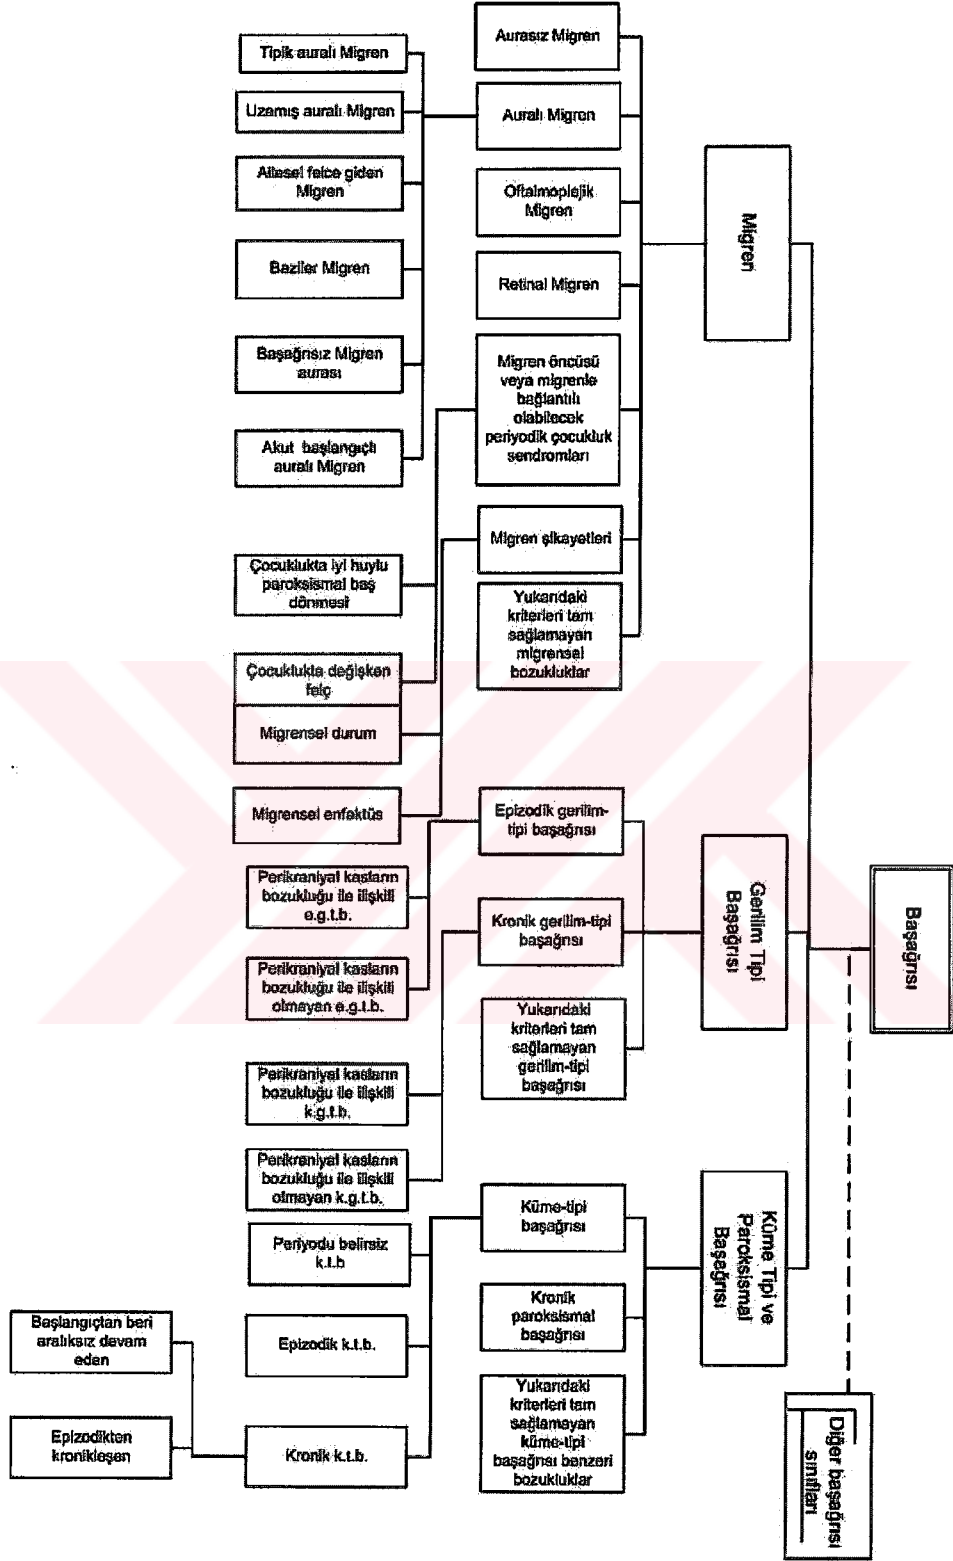 Başağrısı
Diğer başağrısı
sınıfları
Migren
Aurasız Migren
Auralı Migren
Tipik auralı Migren
Uzamış auralı Migren
Ailesel felce giden
Migren
Baziler Migren
Başağrısız Migren
aurası
Akut başlangıçlı
auralı Migren
Oftalmoplejik
Migren
Retinal Migren
Migren öncüsü
veya migrenle
bağlantılı
olabilecek
periyodik çocukluk
sendromları
Çocuklukta iyi huylu
paroksismal baş
dönmesi
Çocuklukta değişken
felç
Migren şikayetleri
Migrensel durum
Migrensel enfaktüs
Yukarıdaki
kriterleri tam
sağlamayan
migrensel
bozukluklar
Gerilim Tipi
Başağrısı
Epizodik gerilim-
tipi başağrısı
Perikraniyal kasların
bozukluğu ile ilişkili
e.g.t.b.
Perikraniyal kasların
bozukluğu ile ilişkili
olmayan e.g.t.b.
Kronik gerilim-tipi
başağrısı
Perikraniyal kasların
bozukluğu ile ilişkili
k.g.t.b.
Perikraniyal kasların
bozukluğu ile ilişkili
olmayan k.g.t.b.
Yukarıdaki
kriterleri tam
sağlamayan
gerilim-tipi
başağrısı
Küme Tipi ve
Paroksismal
Başağrısı
Küme-tipi
başağrısı
Periyodu belirsiz
k.t.b
Epizodik k.t.b.
Kronik k.t.b.
Başlangıçtan beri
aralıksız devam
eden
Epizodikten
kronikleşen
Kronik
paroksismal
başağrısı
Yukarıdaki
kriterleri tam
sağlamayan
küme-tipi
başağrısı benzeri
bozukluklar